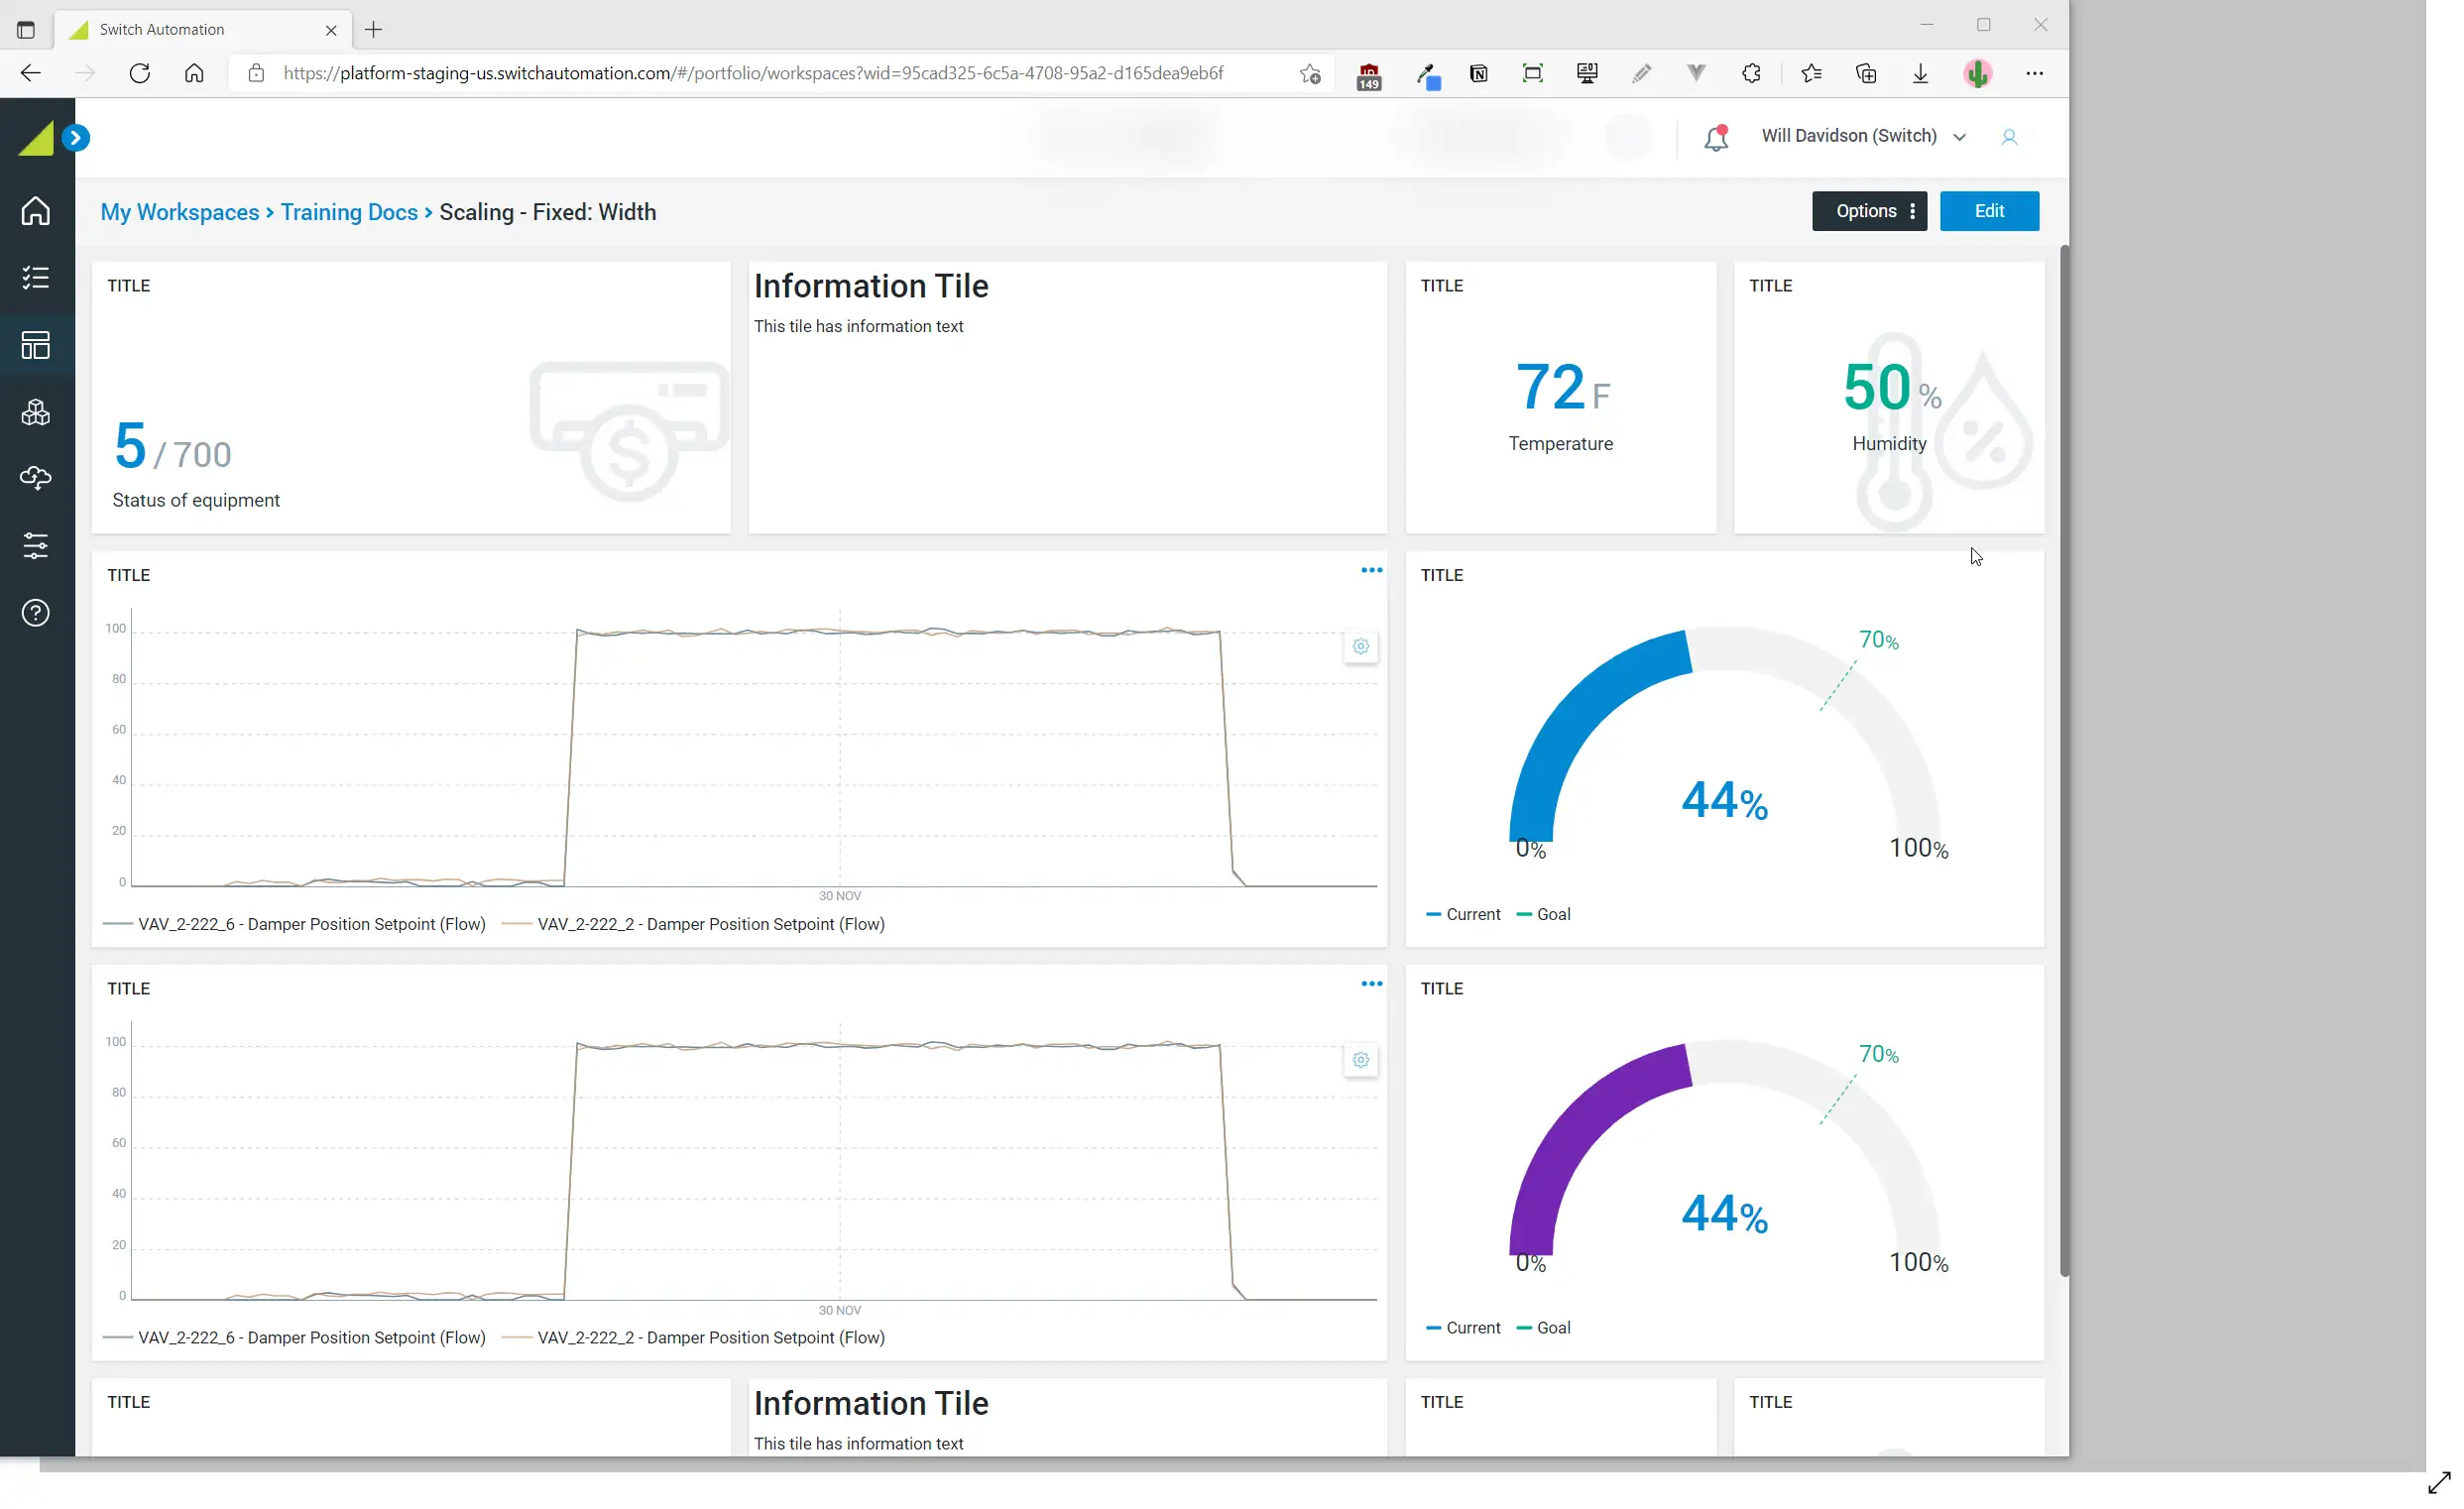 Switch Automation
https://platform-staging-us.switchautomation.com/#/portfolio/workspaces?wid=95cad325-6c5a-4708-95a2-d165dea9eb6f
149
Will Davidson (Switch)
My Workspaces > Training Docs > Scaling - Fixed: Width
Options
Edit
TITLE
5 / 700
Status of equipment
Information Tile
This tile has information text
TITLE
72 F
Temperature
TITLE
50 %
Humidity
TITLE
100
80
60
40
20
0
30 NOV
VAV_2-222_6 - Damper Position Setpoint (Flow) VAV_2-222_2 - Damper Position Setpoint (Flow)
TITLE
70%
44%
0% 100%
Current Goal
TITLE
100
80
60
40
20
0
30 NOV
VAV_2-222_6 - Damper Position Setpoint (Flow) VAV_2-222_2 - Damper Position Setpoint (Flow)
TITLE
70%
44%
0% 100%
Current Goal
TITLE
Information Tile
This tile has information text
TITLE
TITLE